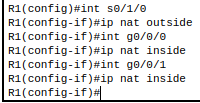 R1(config)#int s0/1/0
R1(config-if)#ip nat outside
R1(config-if)#int g0/0/0
R1(config-if)#ip nat inside
R1(config-if)#int g0/0/1
R1(config-if)#ip nat inside
R1(config-if)#